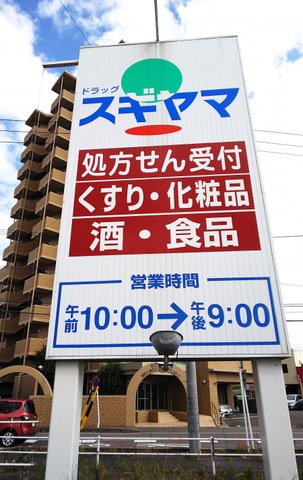 ドラッグ
スギヤマ
処方せん受付
くすり・化粧品
酒・食品
営業時間
午前10:00→午後9:00